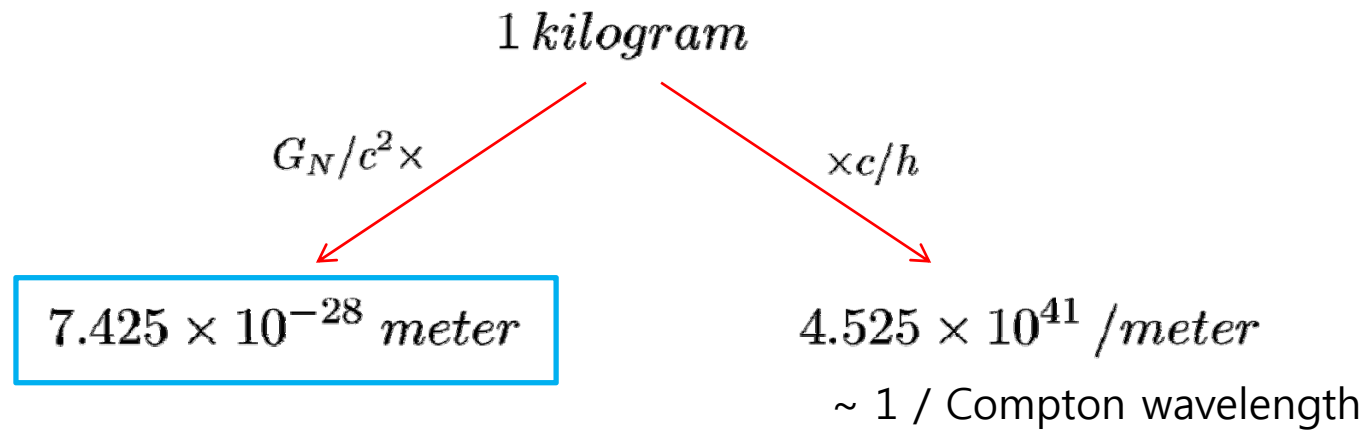 1 kilogram
G_N/c^2×
×c/h
7.425 × 10^{−28} meter
4.525 × 10^{41} /meter
~ 1 / Compton wavelength